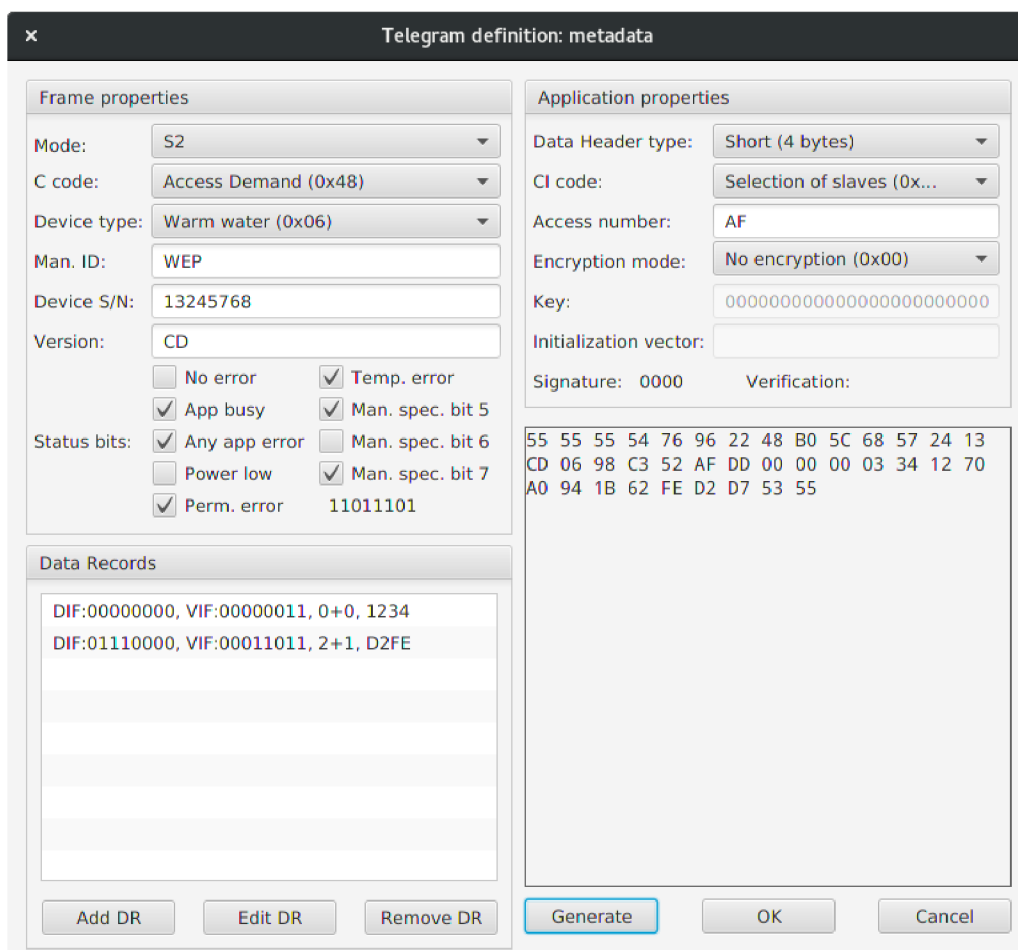 Telegram definition: metadata
Frame properties
Mode: S2
C code: Access Demand (0x48)
Device type: Warm water (0x06)
Man. ID: WEP
Device S/N: 13245768
Version: CD
No error Temp. error
App busy Man. spec. bit 5
Status bits: Any app error Man. spec. bit 6
Power low Man. spec. bit 7
Perm. error 11011101
Data Records
DIF:00000000, VIF:00000011, 0+0, 1234
DIF:01110000, VIF:00011011, 2+1, D2FE
Add DR Edit DR Remove DR
Application properties
Data Header type: Short (4 bytes)
CI code: Selection of slaves (0x...
Access number: AF
Encryption mode: No encryption (0x00)
Key: 000000000000000000000000
Initialization vector:
Signature: 0000 Verification:
55 55 55 54 76 96 22 48 B0 5C 68 57 24 13
CD 06 98 C3 52 AF DD 00 00 00 03 34 12 70
A0 94 1B 62 FE D2 D7 53 55
Generate OK Cancel